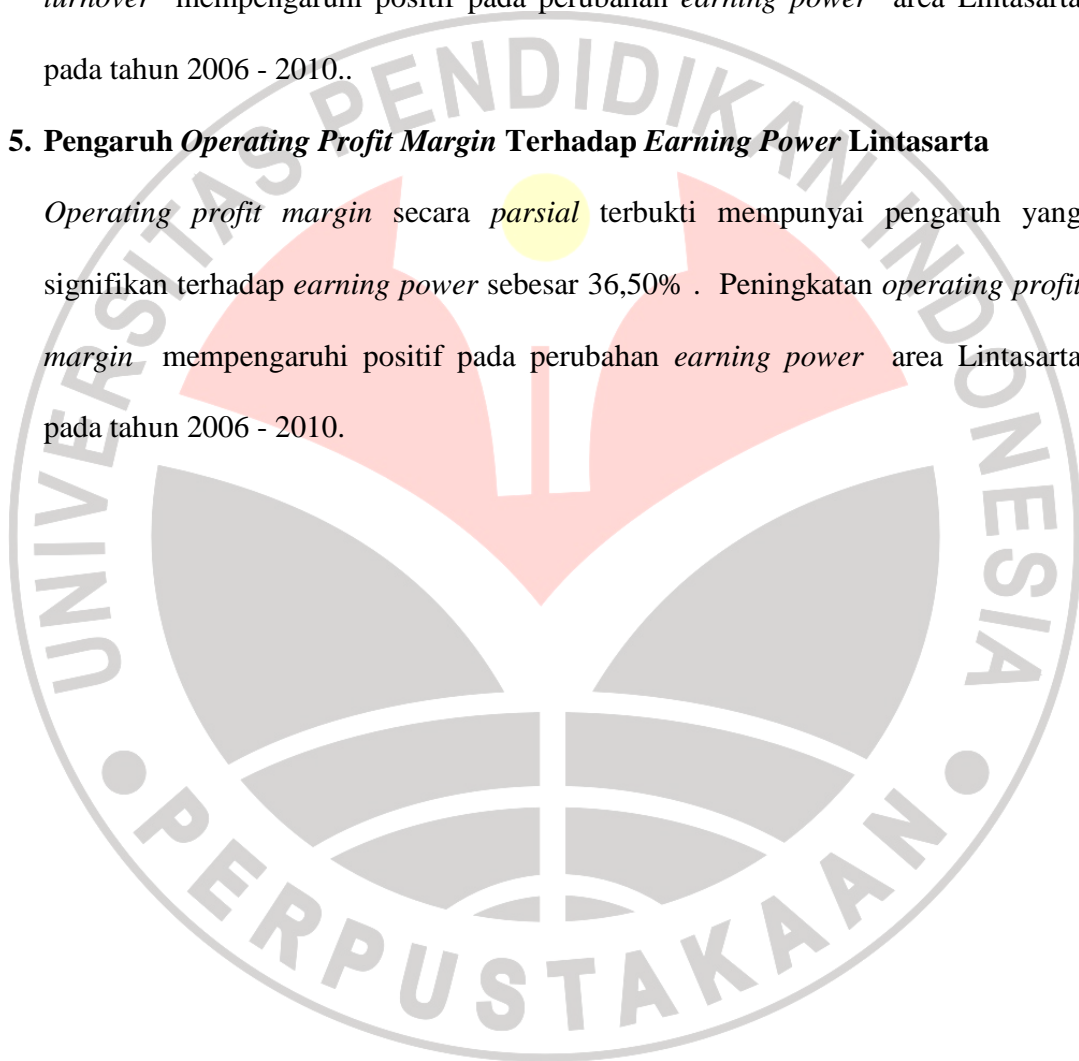 turnover mempengaruhi positif pada perubahan earning power area Lintasarta
pada tahun 2006 - 2010..
5. Pengaruh Operating Profit Margin Terhadap Earning Power Lintasarta
Operating profit margin secara parsial terbukti mempunyai pengaruh yang
signifikan terhadap earning power sebesar 36,50% . Peningkatan operating profit
margin mempengaruhi positif pada perubahan earning power area Lintasarta
pada tahun 2006 - 2010.
UNIVERSITAS PENDIDIKAN INDONESIA
PERPUSTAKAAN